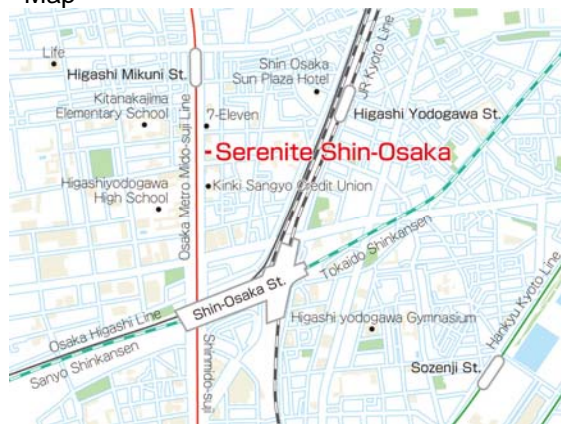 Map
Life
Higashi Mikuni St.
Shin Osaka
Sun Plaza Hotel
JR Kyoto Line
Kitanakajima
Elementary School
7-Eleven
Higashi Yodogawa St.
Osaka Metro Mido-suji Line
Serenite Shin-Osaka
Higashiyodogawa
High School
Kinki Sangyo Credit Union
Tokaido Shinkansen
Shin-Osaka St.
Osaka Higashi Line
Sanyo Shinkansen
Shinmido-suji
Higashi yodogawa Gymnasium
Hankyu Kyoto Line
Sozenji St.